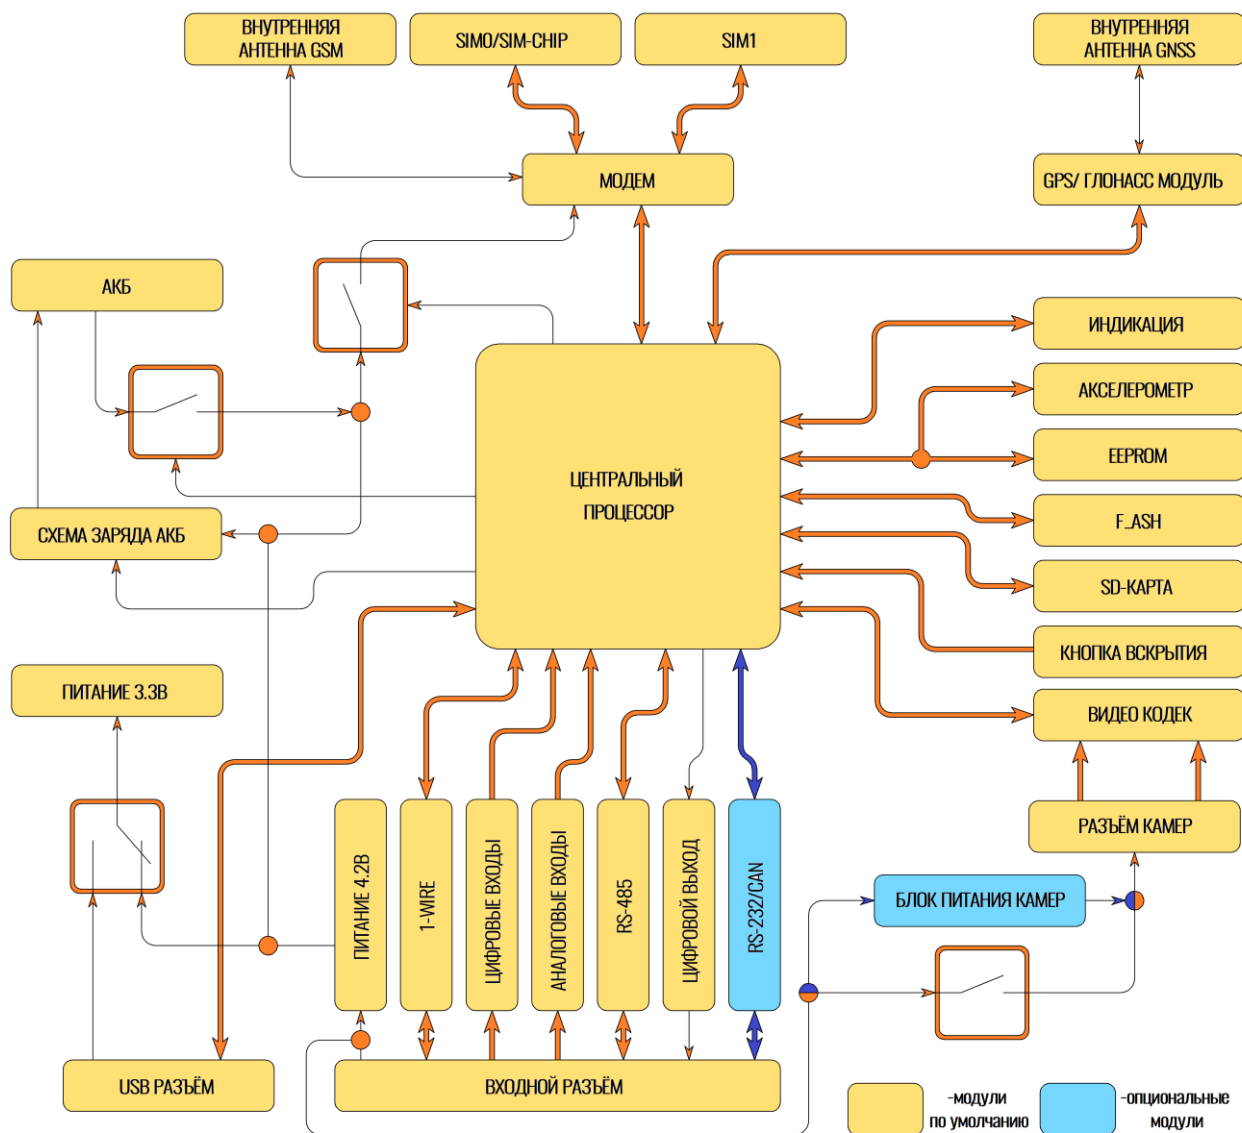 ВНУТРЕННЯЯ
АНТЕННА GSM
SIM0/SIM-CHIP
SIM1
ВНУТРЕННЯЯ
АНТЕННА GNSS
МОДЕМ
GPS/ ГЛОНАСС МОДУЛЬ
АКБ
ИНДИКАЦИЯ
АКСЕЛЕРОМЕТР
EEPROM
ЦЕНТРАЛЬНЫЙ
ПРОЦЕССОР
F_ASH
СХЕМА ЗАРЯДА АКБ
SD-КАРТА
КНОПКА ВСКРЫТИЯ
ПИТАНИЕ 3.3В
ВИДЕО КОДЕК
РАЗЪЁМ КАМЕР
ПИТАНИЕ 4.2В
1-WIRE
ЦИФРОВЫЕ ВХОДЫ
АНАЛОГОВЫЕ ВХОДЫ
RS-485
ЦИФРОВОЙ ВЫХОД
RS-232/CAN
БЛОК ПИТАНИЯ КАМЕР
USB РАЗЪЁМ
ВХОДНОЙ РАЗЪЁМ
-модули
по умолчанию
-опциональные
модули